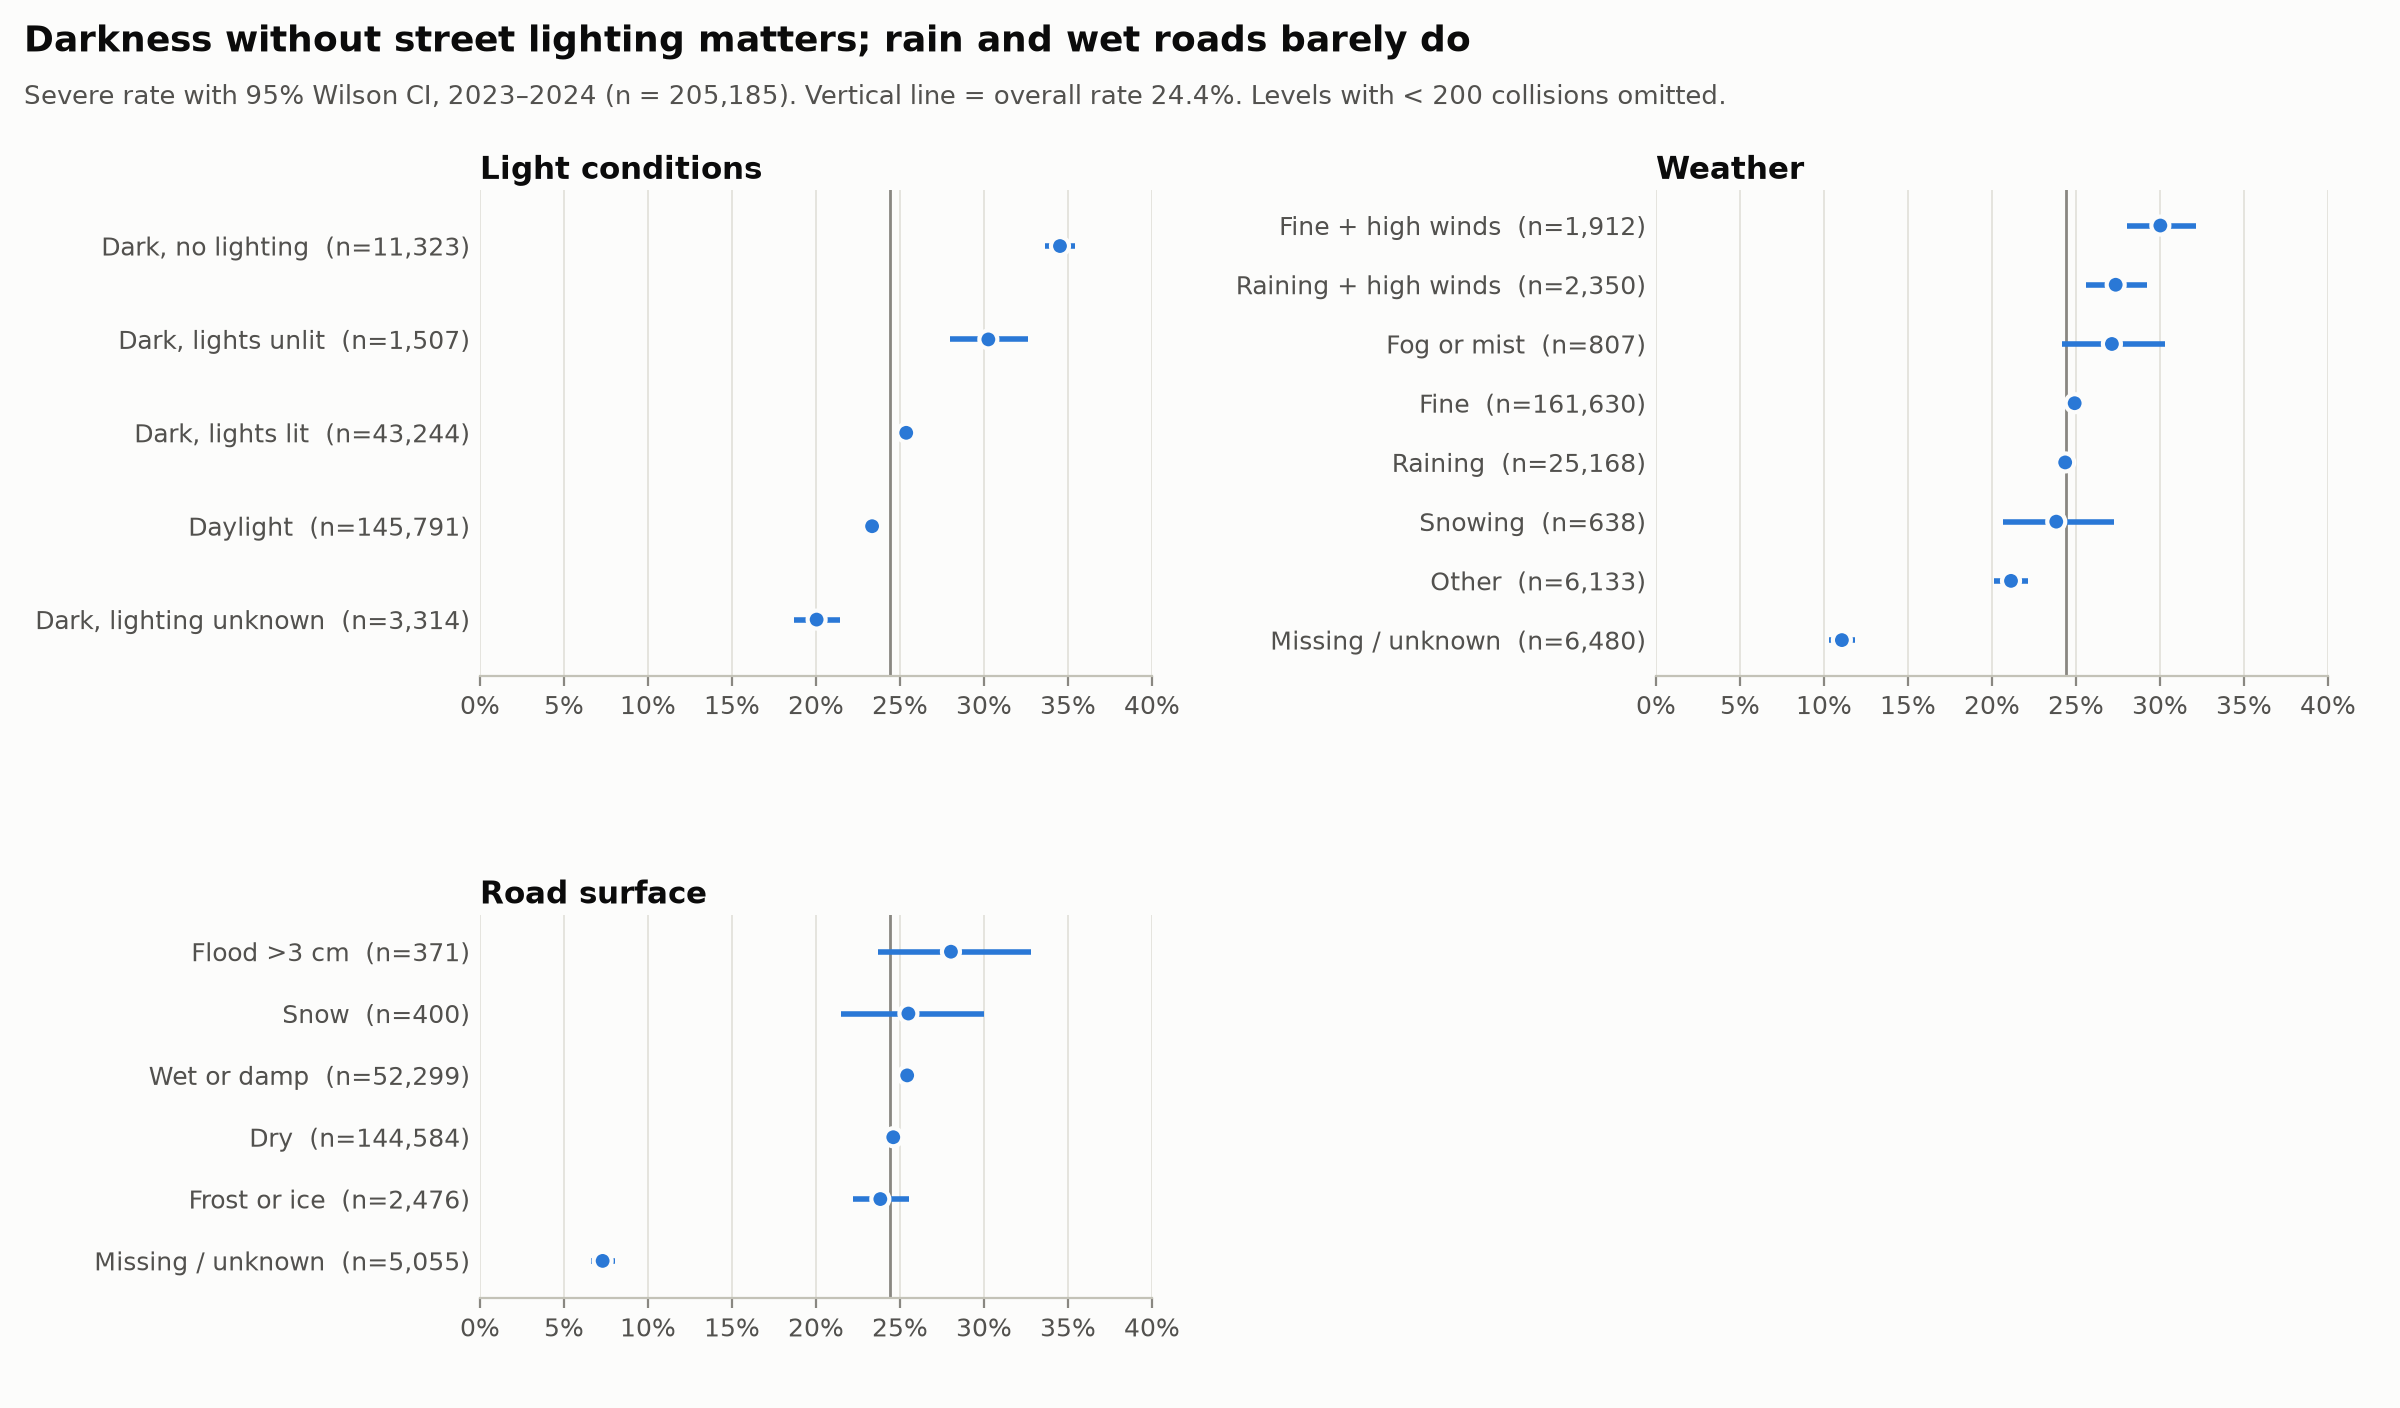 Darkness without street lighting matters; rain and wet roads barely do
Severe rate with 95% Wilson CI, 2023–2024 (n = 205,185). Vertical line = overall rate 24.4%. Levels with < 200 collisions omitted.
Light conditions
Dark, no lighting (n=11,323)
Dark, lights unlit (n=1,507)
Dark, lights lit (n=43,244)
Daylight (n=145,791)
Dark, lighting unknown (n=3,314)
0% 5% 10% 15% 20% 25% 30% 35% 40%
Weather
Fine + high winds (n=1,912)
Raining + high winds (n=2,350)
Fog or mist (n=807)
Fine (n=161,630)
Raining (n=25,168)
Snowing (n=638)
Other (n=6,133)
Missing / unknown (n=6,480)
0% 5% 10% 15% 20% 25% 30% 35% 40%
Road surface
Flood >3 cm (n=371)
Snow (n=400)
Wet or damp (n=52,299)
Dry (n=144,584)
Frost or ice (n=2,476)
Missing / unknown (n=5,055)
0% 5% 10% 15% 20% 25% 30% 35% 40%